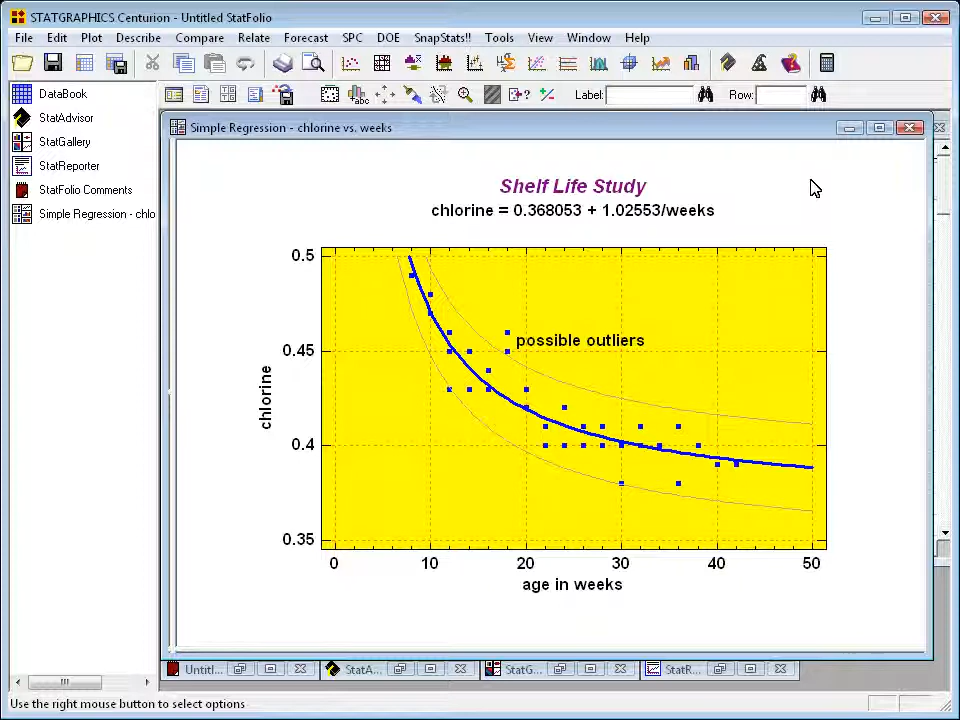 STATGRAPHICS Centurion - Untitled StatFolio
File Edit Plot Describe Compare Relate Forecast SPC DOE SnapStats!! Tools View Window Help
Label: Row:
DataBook
StatAdvisor
StatGallery
StatReporter
StatFolio Comments
Simple Regression - chlo
Simple Regression - chlorine vs. weeks
Shelf Life Study
chlorine = 0.368053 + 1.02553/weeks
0.5
0.45
0.4
0.35
chlorine
possible outliers
0 10 20 30 40 50
age in weeks
Untitl... StatA... StatG... StatR...
Use the right mouse button to select options